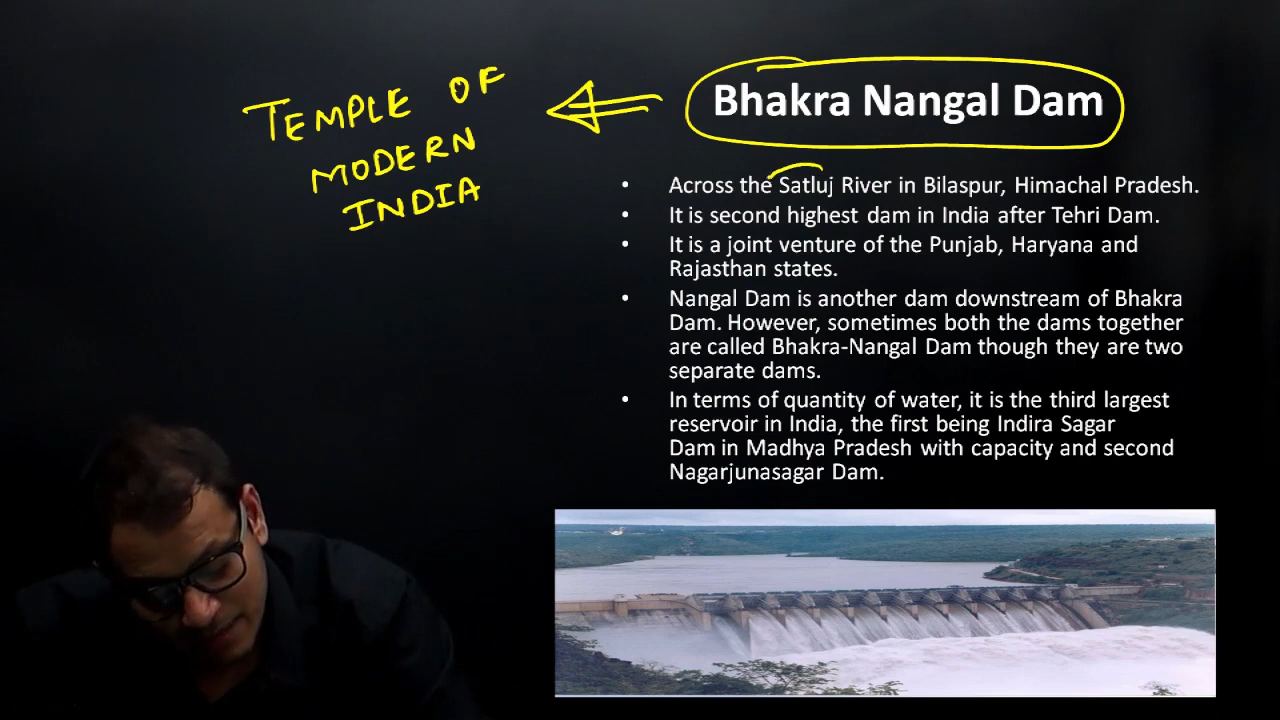 TEMPLE OF
MODERN
INDIA
Bhakra Nangal Dam
• Across the Satluj River in Bilaspur, Himachal Pradesh.
• It is second highest dam in India after Tehri Dam.
• It is a joint venture of the Punjab, Haryana and
Rajasthan states.
• Nangal Dam is another dam downstream of Bhakra
Dam. However, sometimes both the dams together
are called Bhakra-Nangal Dam though they are two
separate dams.
• In terms of quantity of water, it is the third largest
reservoir in India, the first being Indira Sagar
Dam in Madhya Pradesh with capacity and second
Nagarjunasagar Dam.